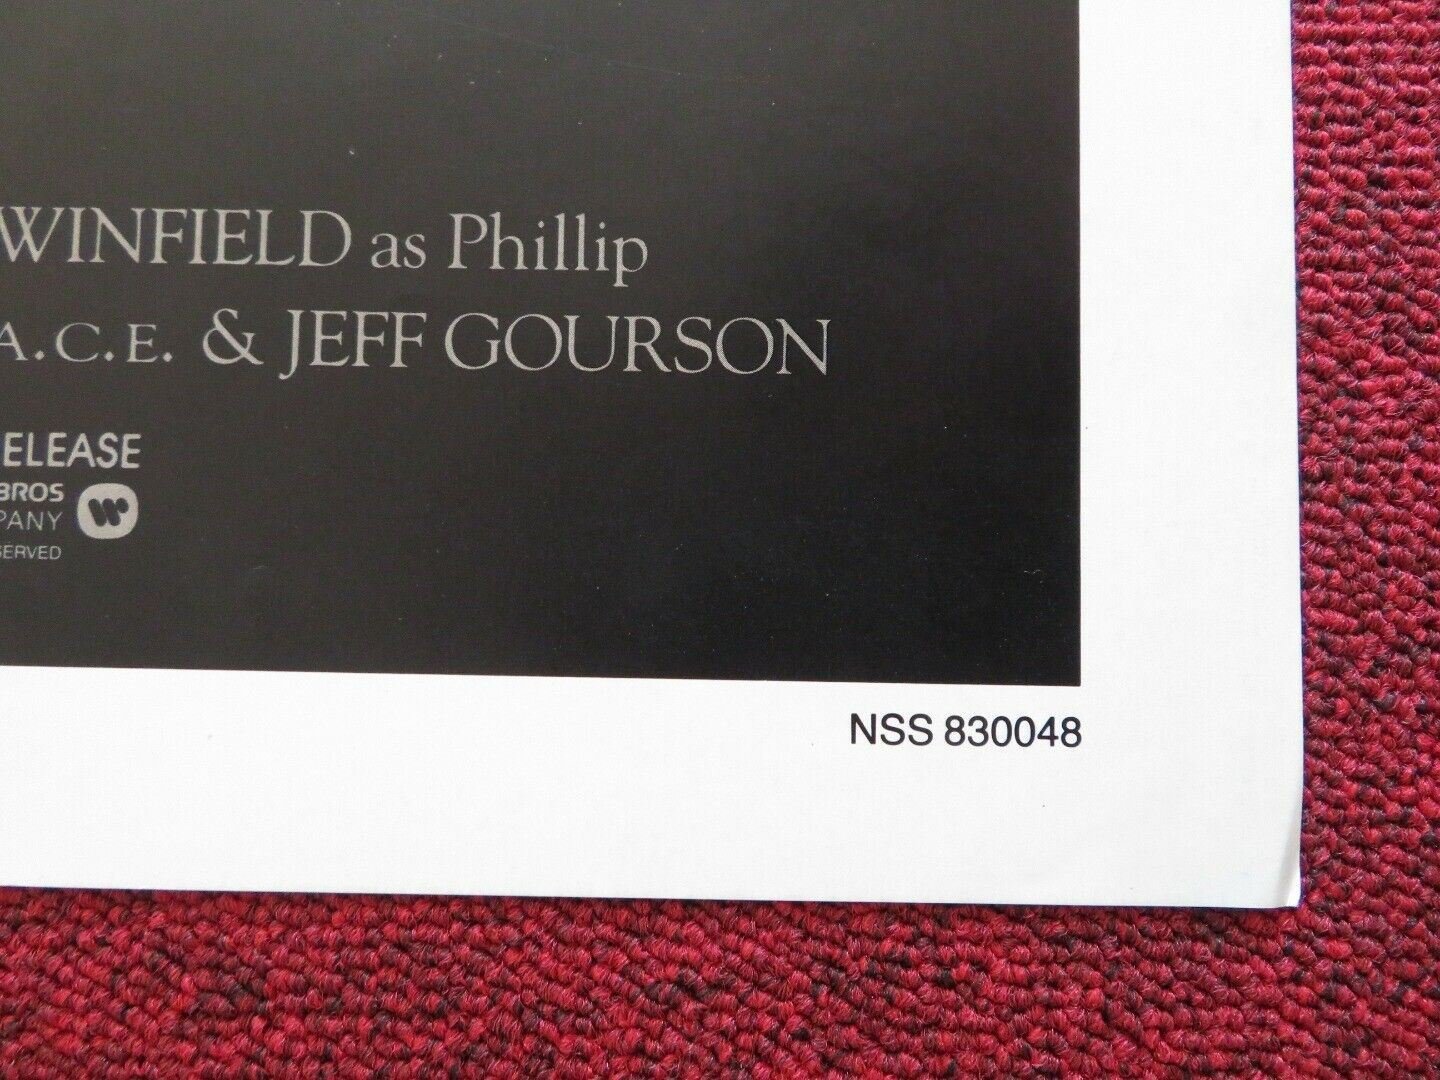 WINFIELD as Phillip
A.C.E. & JEFF GOURSON
ELEASE
BROS
PANY
SERVED
NSS 830048